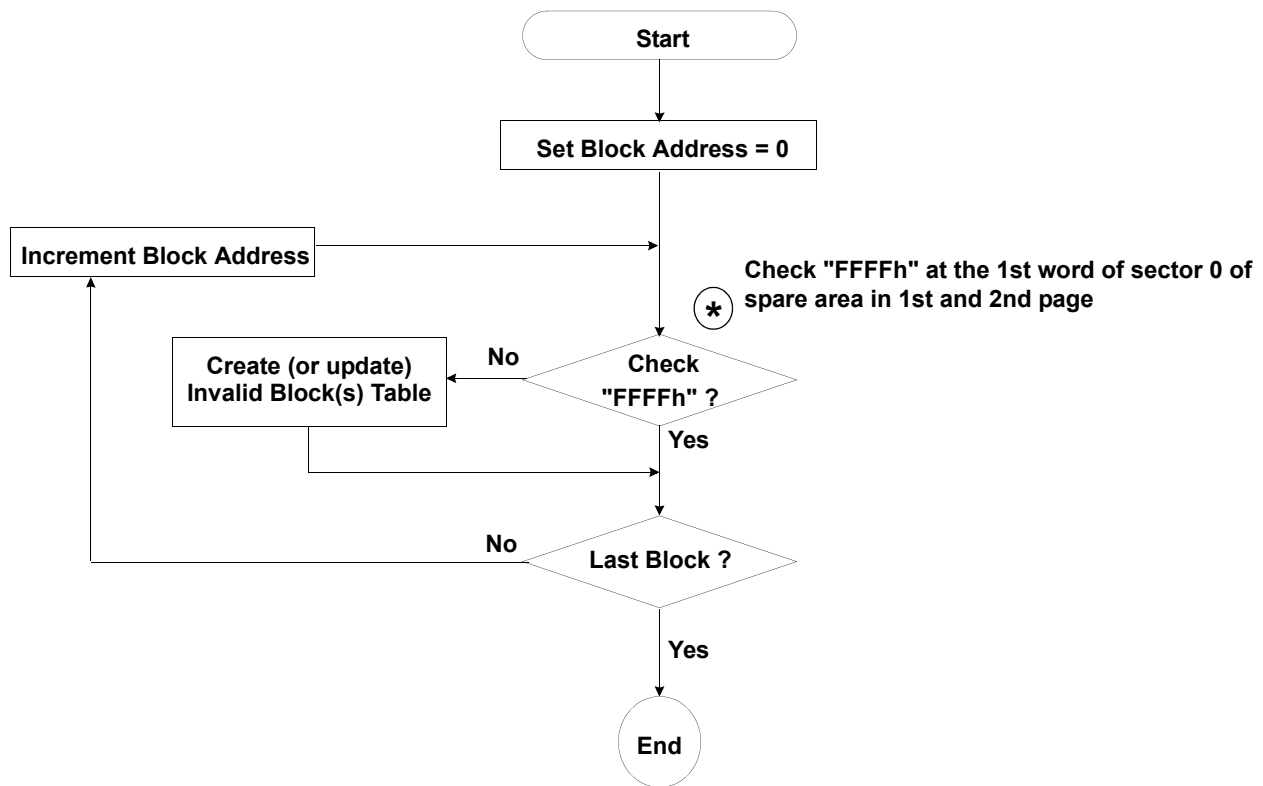 Start
Set Block Address = 0
Increment Block Address
Check "FFFFh" at the 1st word of sector 0 of
spare area in 1st and 2nd page
*
No
Create (or update)
Invalid Block(s) Table
Check
"FFFFh" ?
Yes
No
Last Block ?
Yes
End